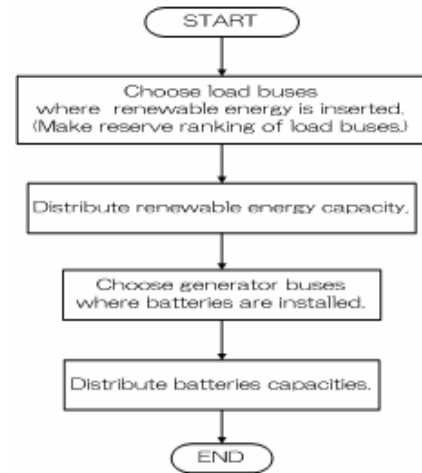 START
Choose load buses
where renewable energy is inserted.
(Make reserve ranking of load buses.)
Distribute renewable energy capacity.
Choose generator buses
where batteries are installed.
Distribute batteries capacities.
END